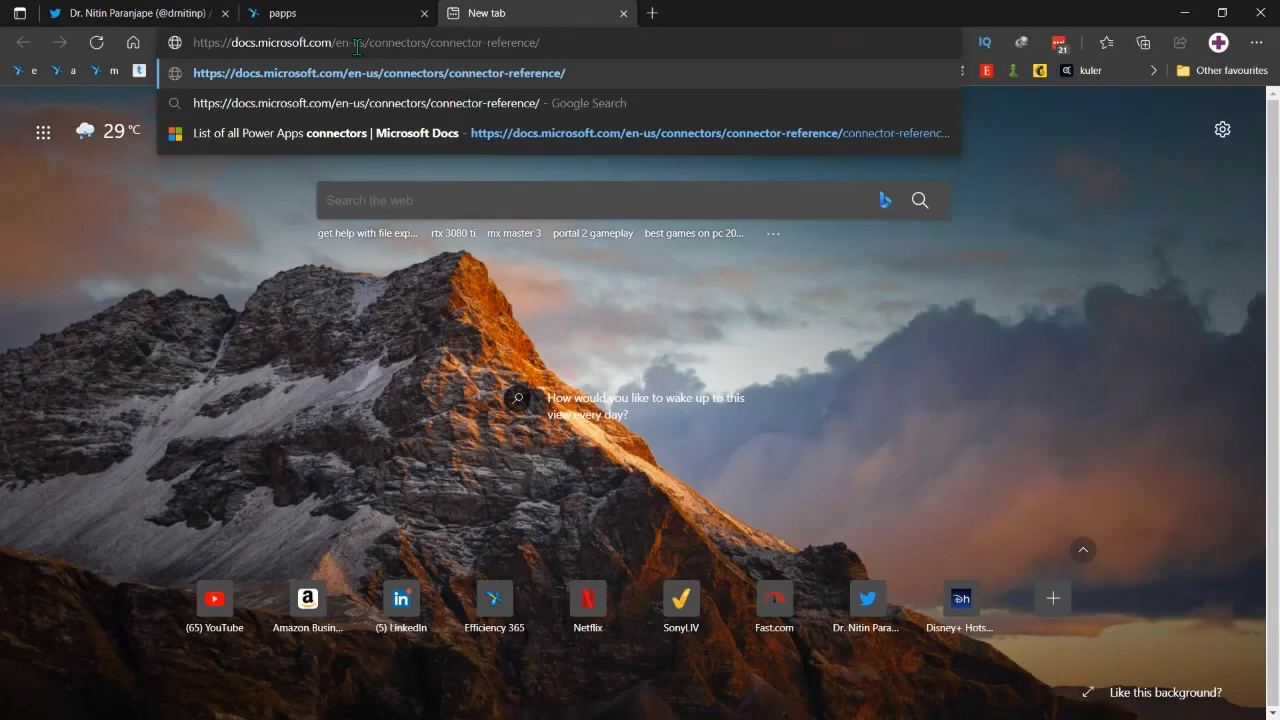 Dr. Nitin Paranjape (@drnitinp) /
papps
New tab
https://docs.microsoft.com/en-us/connectors/connector-reference/
IQ
21
e
a
m
t
E
kuler
Other favourites
https://docs.microsoft.com/en-us/connectors/connector-reference/
https://docs.microsoft.com/en-us/connectors/connector-reference/ - Google Search
List of all Power Apps connectors | Microsoft Docs - https://docs.microsoft.com/en-us/connectors/connector-reference/connector-referenc...
29 °C
Search the web
get help with file exp...
rtx 3080 ti
mx master 3
portal 2 gameplay
best games on pc 20...
How would you like to wake up to this
view every day?
(65) YouTube
Amazon Busin...
(5) LinkedIn
Efficiency 365
Netflix
SonyLIV
Fast.com
Dr. Nitin Para...
Disney+ Hots...
Like this background?